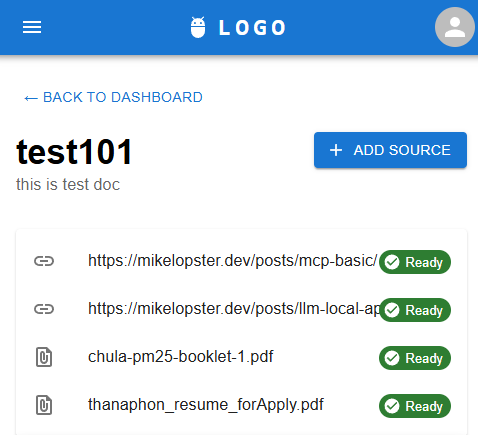 LOGO
← BACK TO DASHBOARD
test101
+ ADD SOURCE
this is test doc
https://mikelopster.dev/posts/mcp-basic/ Ready
https://mikelopster.dev/posts/llm-local-ap Ready
chula-pm25-booklet-1.pdf Ready
thanaphon_resume_forApply.pdf Ready